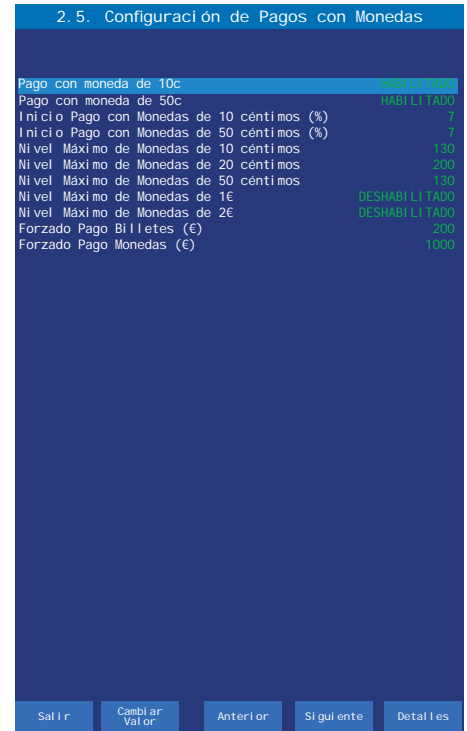 2.5. Configuración de Pagos con Monedas
Pago con moneda de 10c HABILITADO
Pago con moneda de 50c HABILITADO
Inicio Pago con Monedas de 10 céntimos (%) 7
Inicio Pago con Monedas de 50 céntimos (%) 7
Nivel Máximo de Monedas de 10 céntimos 130
Nivel Máximo de Monedas de 20 céntimos 200
Nivel Máximo de Monedas de 50 céntimos 130
Nivel Máximo de Monedas de 1€ DESHABILITADO
Nivel Máximo de Monedas de 2€ DESHABILITADO
Forzado Pago Billetes (€) 200
Forzado Pago Monedas (€) 1000
Salir Cambiar Valor Anterior Siguiente Detalles